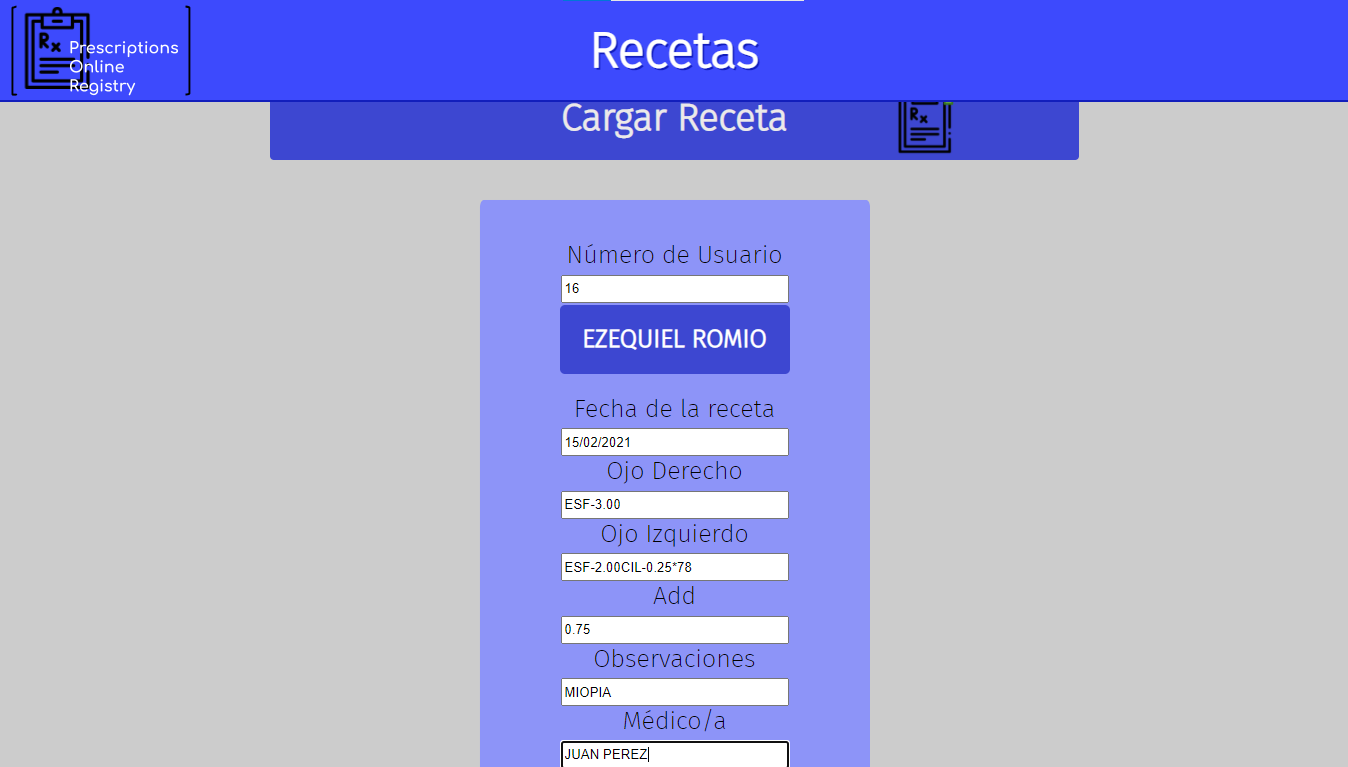 Rx
Prescriptions
Online
Registry
Recetas
Cargar Receta
Rx
Número de Usuario
16
EZEQUIEL ROMIO
Fecha de la receta
15/02/2021
Ojo Derecho
ESF-3.00
Ojo Izquierdo
ESF-2.00CIL-0.25*78
Add
0.75
Observaciones
MIOPIA
Médico/a
JUAN PEREZ